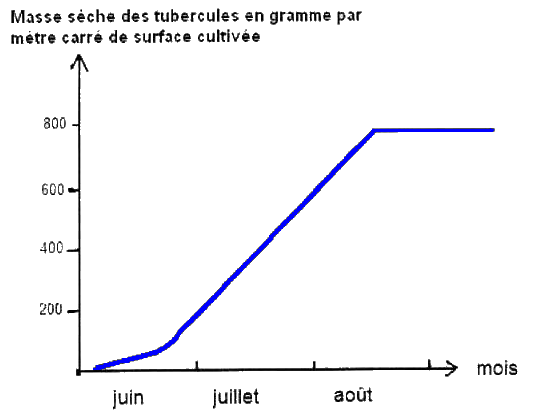 Masse sèche des tubercules en gramme par
mètre carré de surface cultivée
800
600
400
200
mois
juin juillet août